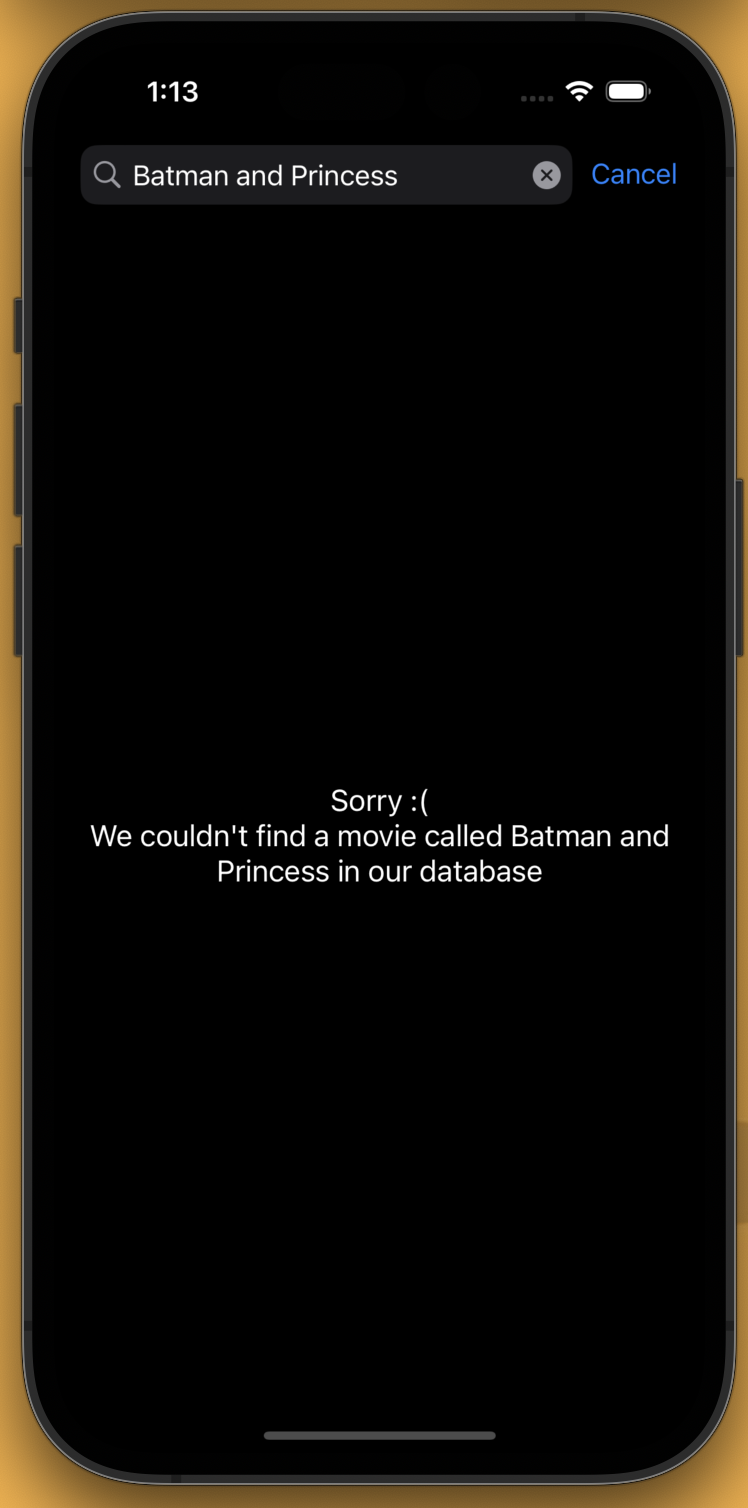 1:13
Batman and Princess
Cancel
Sorry :(
We couldn't find a movie called Batman and
Princess in our database